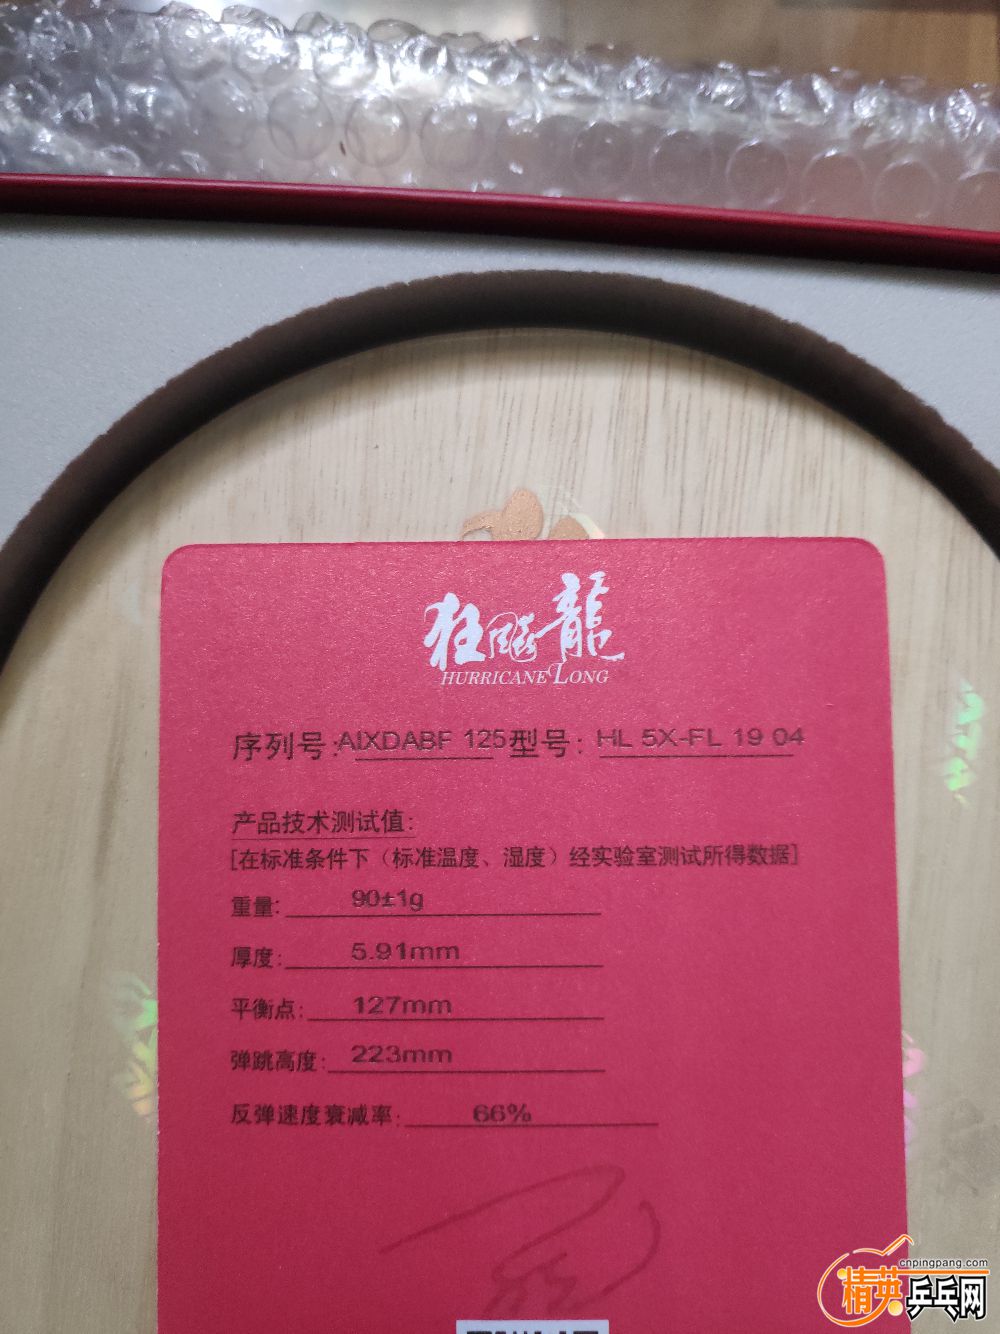 狂飚龍
HURRICANE LONG
序列号:AIXDABF 125型号: HL 5X-FL 19 04
产品技术测试值:
[在标准条件下（标准温度、湿度）经实验室测试所得数据]
重量: 90±1g
厚度: 5.91mm
平衡点: 127mm
弹跳高度: 223mm
反弹速度衰减率: 66%
cnpingpang.com
精英乒乓网